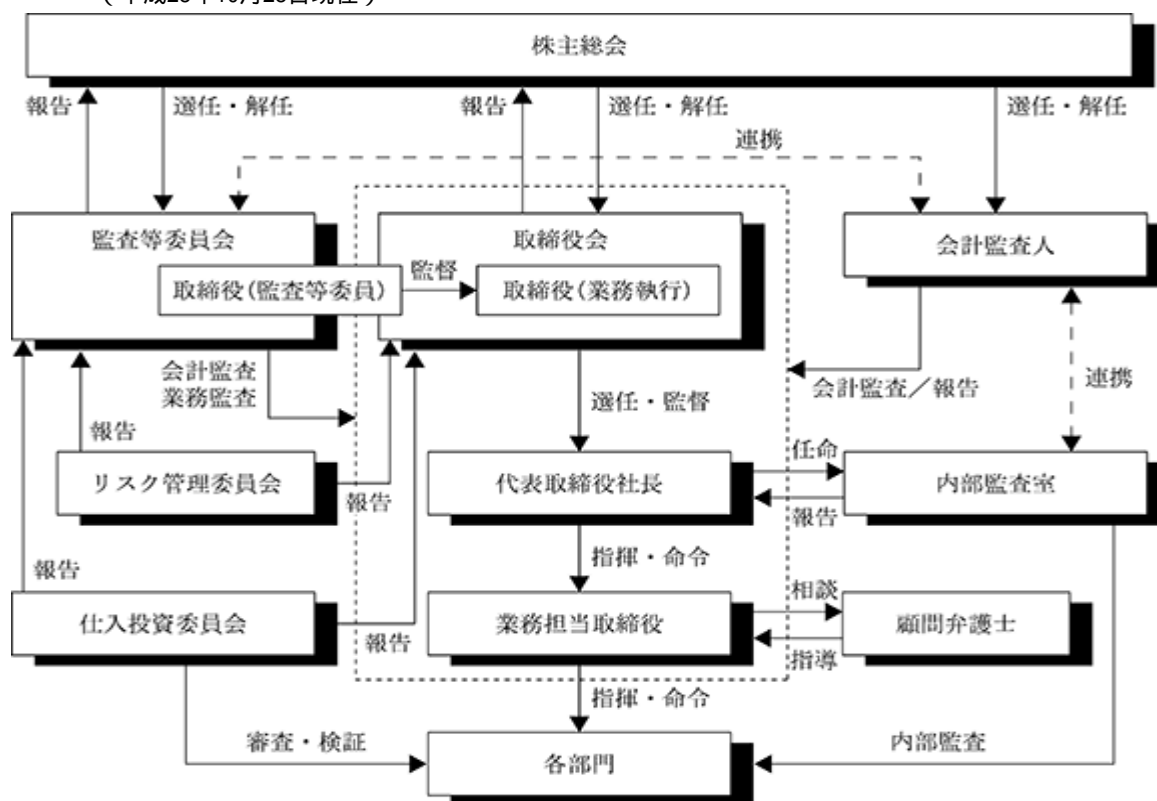 株主総会
報告
選任・解任
報告
選任・解任
選任・解任
連携
監査等委員会
取締役会
会計監査人
取締役(監査等委員)
監督
取締役(業務執行)
会計監査
業務監査
選任・監督
会計監査／報告
連携
報告
リスク管理委員会
報告
代表取締役社長
任命
報告
内部監査室
指揮・命令
報告
仕入投資委員会
報告
業務担当取締役
相談
指導
顧問弁護士
指揮・命令
審査・検証
各部門
内部監査